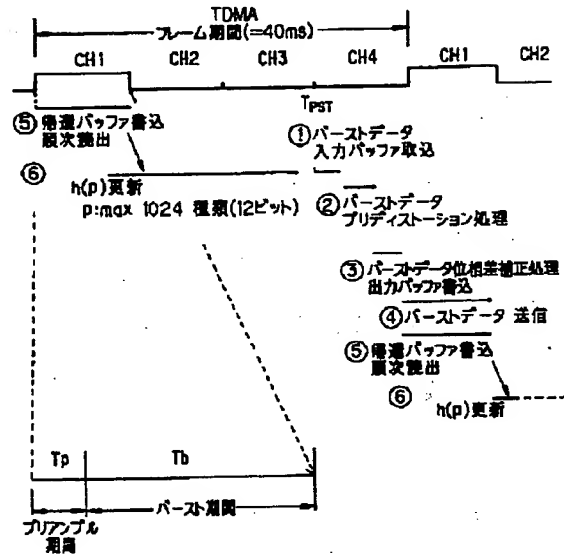 TDMA
フレーム期間(=40ms)
CH1 CH2 CH3 CH4 CH1 CH2
TPST
⑤ 帰還バッファ書込
順次読出
① バーストデータ
入力バッファ取込
⑥
h(p)更新
p:max 1024 種類(12ビット)
② バーストデータ
プリディストーション処理
③ バーストデータ位相差補正処理
出力バッファ書込
④ バーストデータ 送信
⑤ 帰還バッファ書込
順次読出
⑥
h(p)更新
Tp Tb
バースト期間
プリアンブル
期間